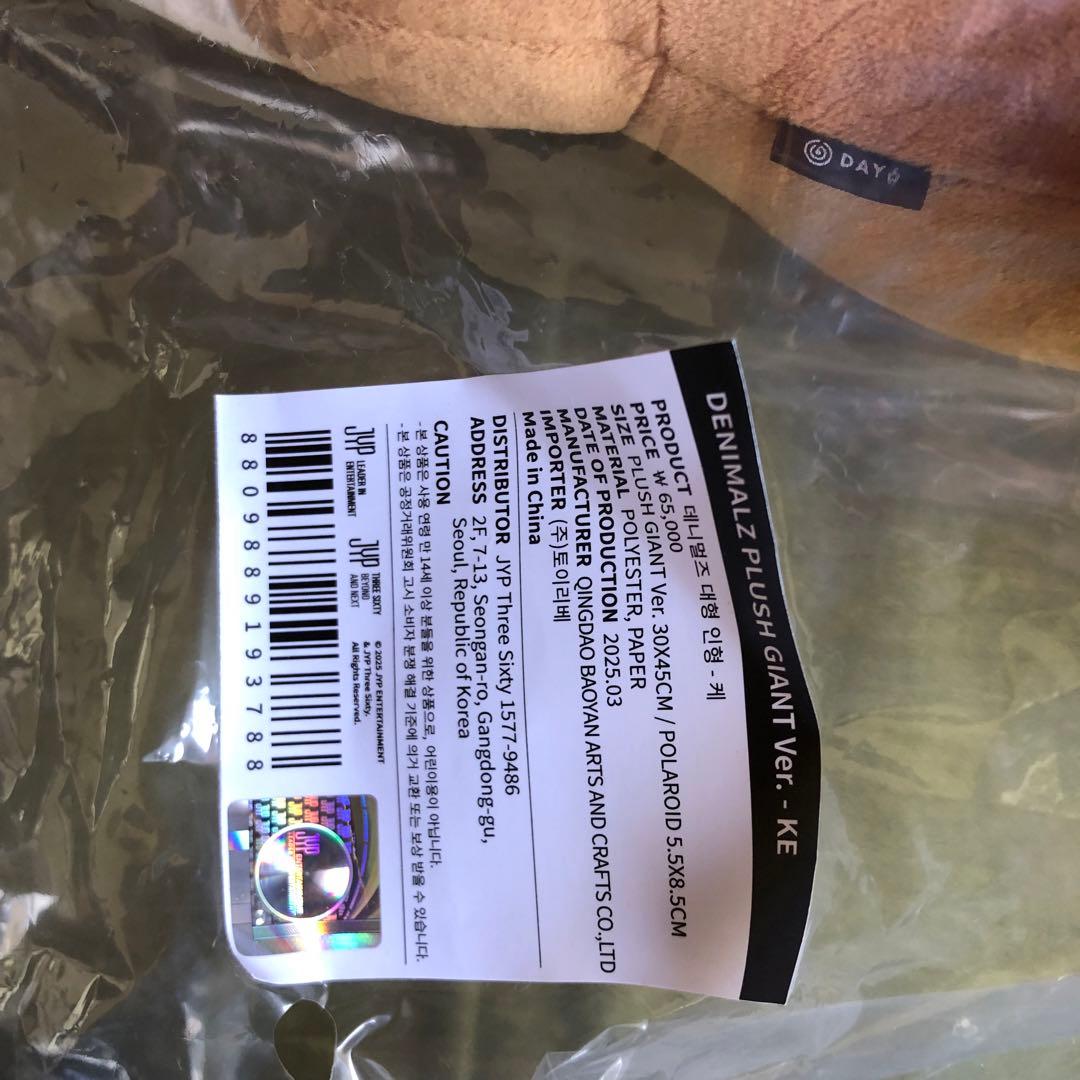 DAY6
DENIMALZ PLUSH GIANT Ver. - KE
PRODUCT 데니멀즈 대형 인형 - 케
PRICE ₩ 65,000
SIZE PLUSH GIANT Ver. 30X45CM / POLAROID 5.5X8.5CM
MATERIAL POLYESTER, PAPER
DATE OF PRODUCTION 2025.03
MANUFACTURER QINGDAO BAOYAN ARTS AND CRAFTS CO.,LTD
IMPORTER (주)토이리베
Made in China
DISTRIBUTOR JYP Three Sixty 1577-9486
ADDRESS 2F, 7-13, Seongan-ro, Gangdong-gu,
Seoul, Republic of Korea
CAUTION
-본 상품은 사용 연령 만 14세 이상 분들을 위한 상품으로, 어린이용이 아닙니다.
-본 상품은 공정거래위원회 고시 소비자 분쟁 해결 기준에 의거 교환 또는 보상 받을 수 있습니다.
JYP LEADER IN
ENTERTAINMENT
JYP THREE SIXTY
BEYOND
AND NEXT
© 2025 JYP ENTERTAINMENT
& JYP Three Sixty.
All Rights Reserved.
8809889193788
JYP